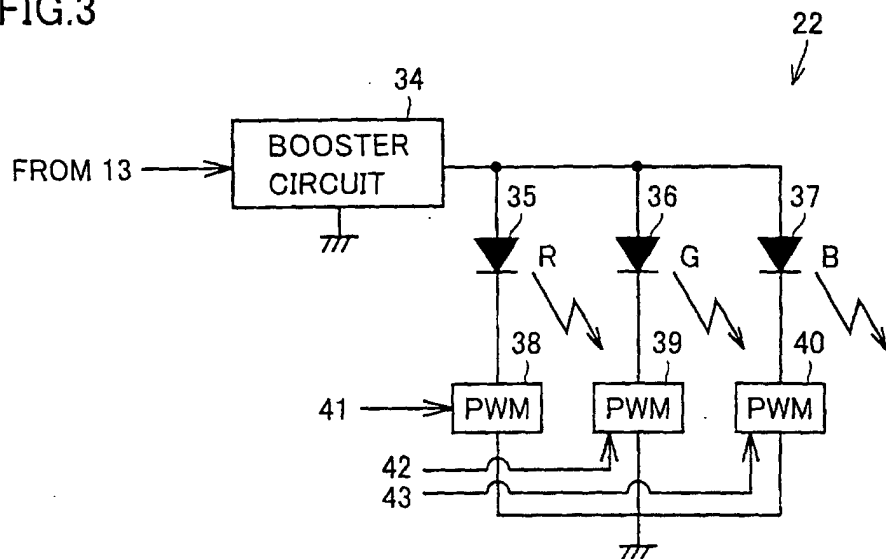 FIG.3
22
34
BOOSTER
CIRCUIT
FROM 13
35
36
37
R
G
B
38
39
40
41
PWM
PWM
PWM
42
43